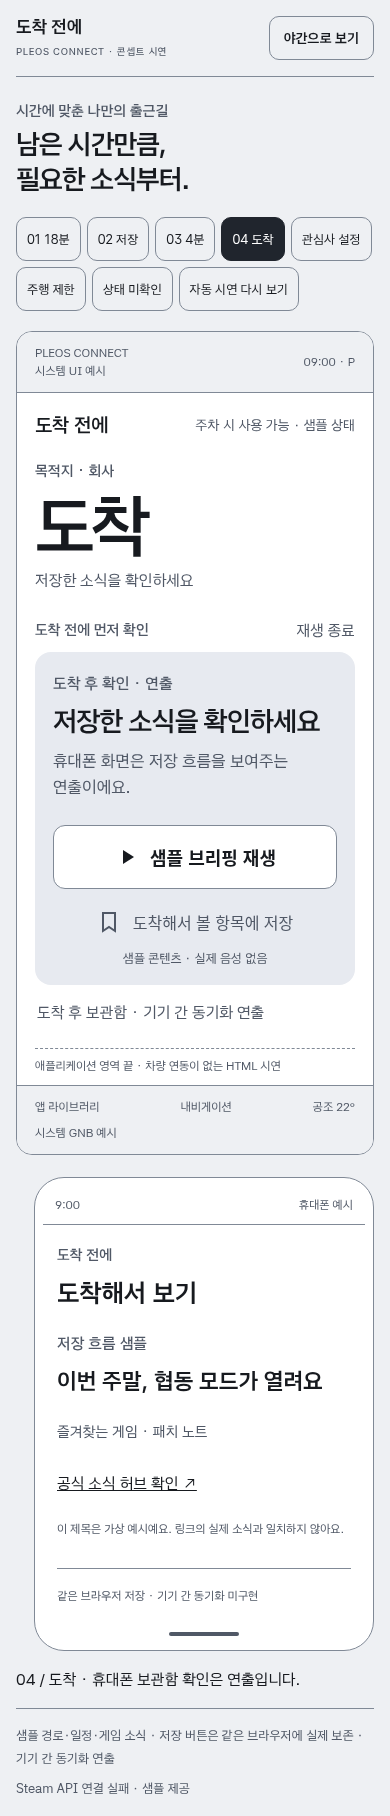 도착 전에
야간으로 보기
PLEOS CONNECT · 콘셉트 시연
시간에 맞춘 나만의 출근길
남은 시간만큼,
필요한 소식부터.
01 18분
02 저장
03 4분
04 도착
관심사 설정
주행 제한
상태 미확인
자동 시연 다시 보기
PLEOS CONNECT
시스템 UI 예시
09:00 · P
도착 전에
주차 시 사용 가능 · 샘플 상태
목적지 · 회사
도착
저장한 소식을 확인하세요
도착 전에 먼저 확인
재생 종료
도착 후 확인 · 연출
저장한 소식을 확인하세요
휴대폰 화면은 저장 흐름을 보여주는
연출이에요.
샘플 브리핑 재생
도착해서 볼 항목에 저장
샘플 콘텐츠 · 실제 음성 없음
도착 후 보관함 · 기기 간 동기화 연출
애플리케이션 영역 끝 · 차량 연동이 없는 HTML 시연
앱 라이브러리
내비게이션
공조 22°
시스템 GNB 예시
9:00
휴대폰 예시
도착 전에
도착해서 보기
저장 흐름 샘플
이번 주말, 협동 모드가 열려요
즐겨찾는 게임 · 패치 노트
공식 소식 허브 확인 ↗
이 제목은 가상 예시예요. 링크의 실제 소식과 일치하지 않아요.
같은 브라우저 저장 · 기기 간 동기화 미구현
04 / 도착 · 휴대폰 보관함 확인은 연출입니다.
샘플 경로·일정·게임 소식 · 저장 버튼은 같은 브라우저에 실제 보존 ·
기기 간 동기화 연출
Steam API 연결 실패 · 샘플 제공